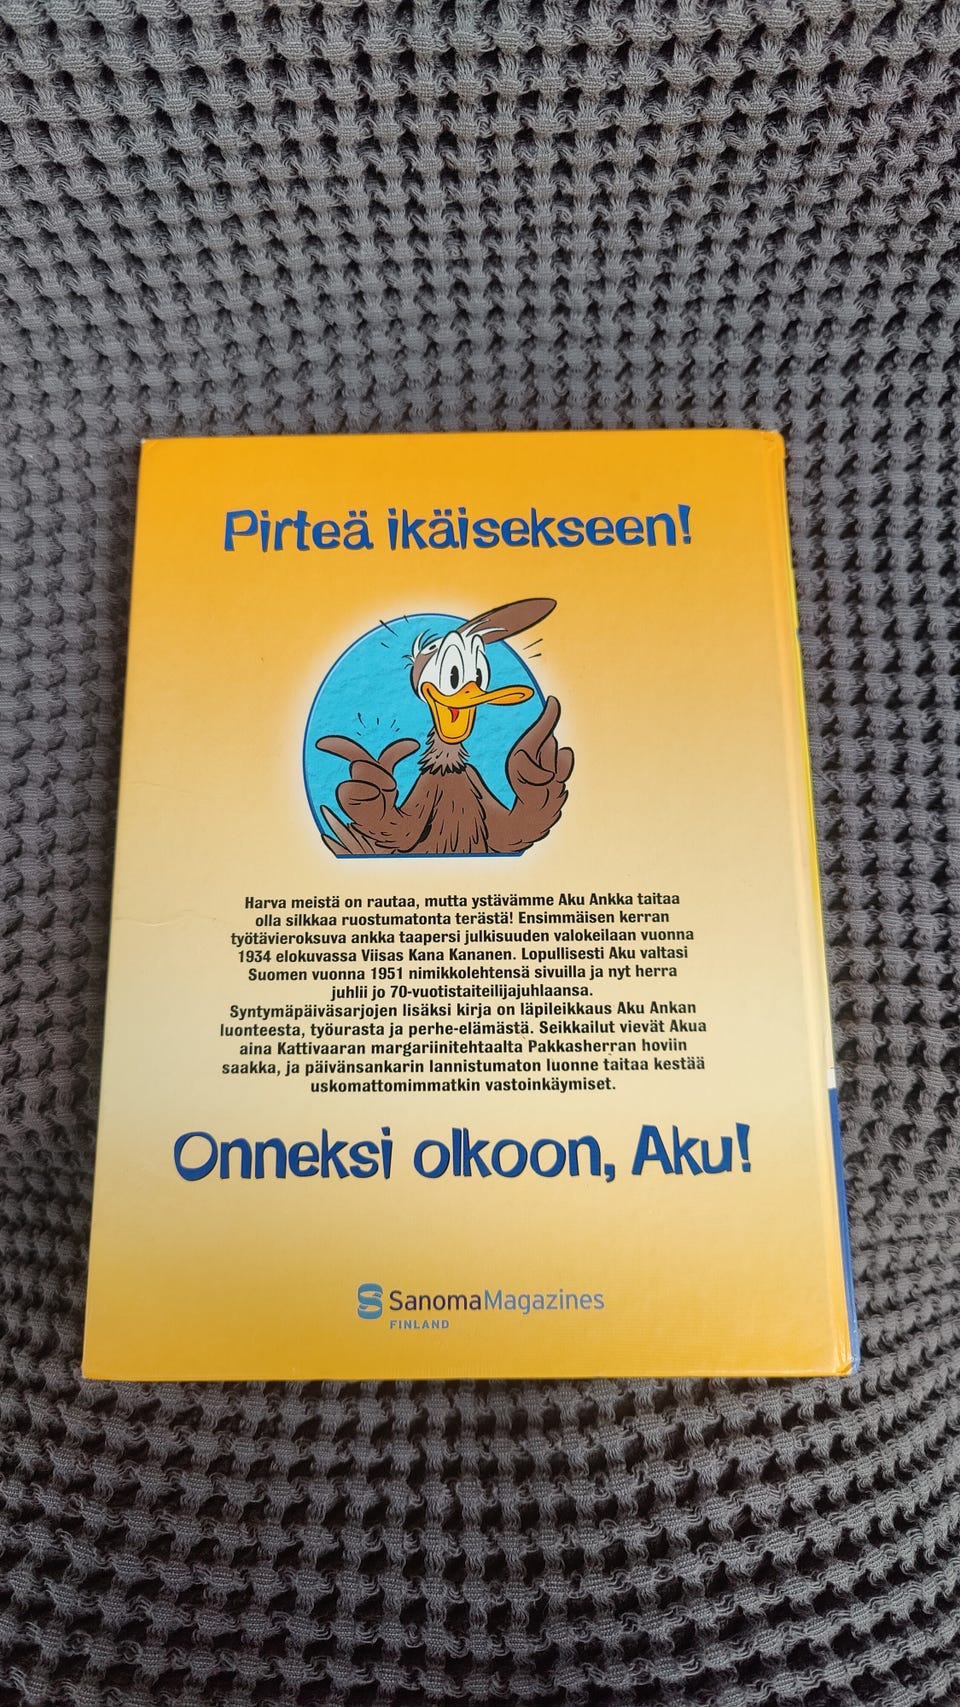 Pirteä ikäisekseen!
Harva meistä on rautaa, mutta ystävämme Aku Ankka taitaa
olla silkkaa ruostumatonta terästä! Ensimmäisen kerran
työtävieroksuva ankka taapersi julkisuuden valokeilaan vuonna
1934 elokuvassa Viisas Kana Kananen. Lopullisesti Aku valtasi
Suomen vuonna 1951 nimikkolehtensä sivuilla ja nyt herra
juhlii jo 70-vuotistaiteilijajuhlaansa.
Syntymäpäiväsarjojen lisäksi kirja on läpileikkaus Aku Ankan
luonteesta, työurasta ja perhe-elämästä. Seikkailut vievät Akua
aina Kattivaaran margariinitehtaalta Pakkasherran hoviin
saakka, ja päivänsankarin lannistumaton luonne taitaa kestää
uskomattomimmatkin vastoinkäymiset.
Onneksi olkoon, Aku!
SanomaMagazines
FINLAND